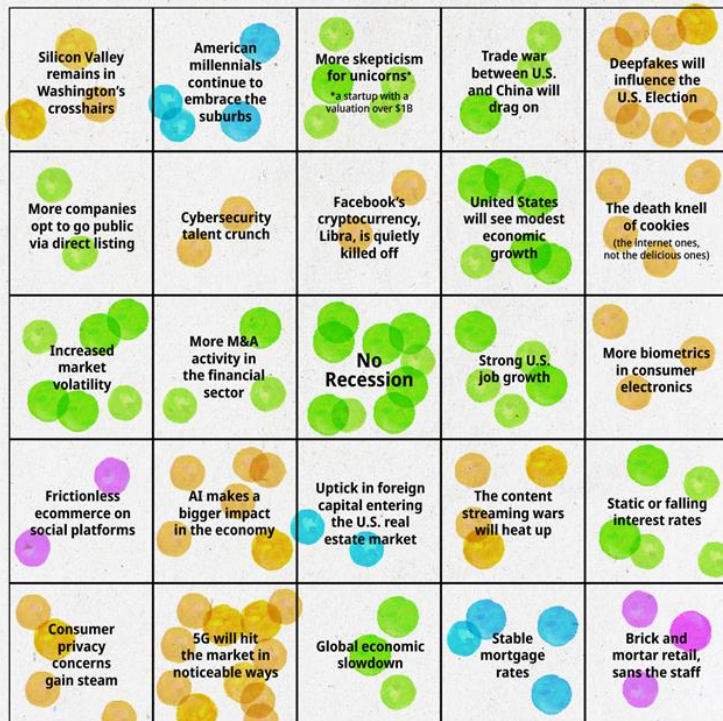 Silicon Valley
remains in
Washington's
crosshairs
American
millennials
continue to
embrace the
suburbs
More skepticism
for unicorns*
*a startup with a
valuation over $1B
Trade war
between U.S.
and China will
drag on
Deepfakes will
influence the
U.S. Election
More companies
opt to go public
via direct listing
Cybersecurity
talent crunch
Facebook's
cryptocurrency,
Libra, is quietly
killed off
United States
will see modest
economic
growth
The death knell
of cookies
(the internet ones,
not the delicious ones)
Increased
market
volatility
More M&A
activity in
the financial
sector
No
Recession
Strong U.S.
job growth
More biometrics
in consumer
electronics
Frictionless
ecommerce on
social platforms
AI makes a
bigger impact
in the economy
Uptick in foreign
capital entering
the U.S. real
estate market
The content
streaming wars
will heat up
Static or falling
interest rates
Consumer
privacy
concerns
gain steam
5G will hit
the market in
noticeable ways
Global economic
slowdown
Stable
mortgage
rates
Brick and
mortar retail,
sans the staff